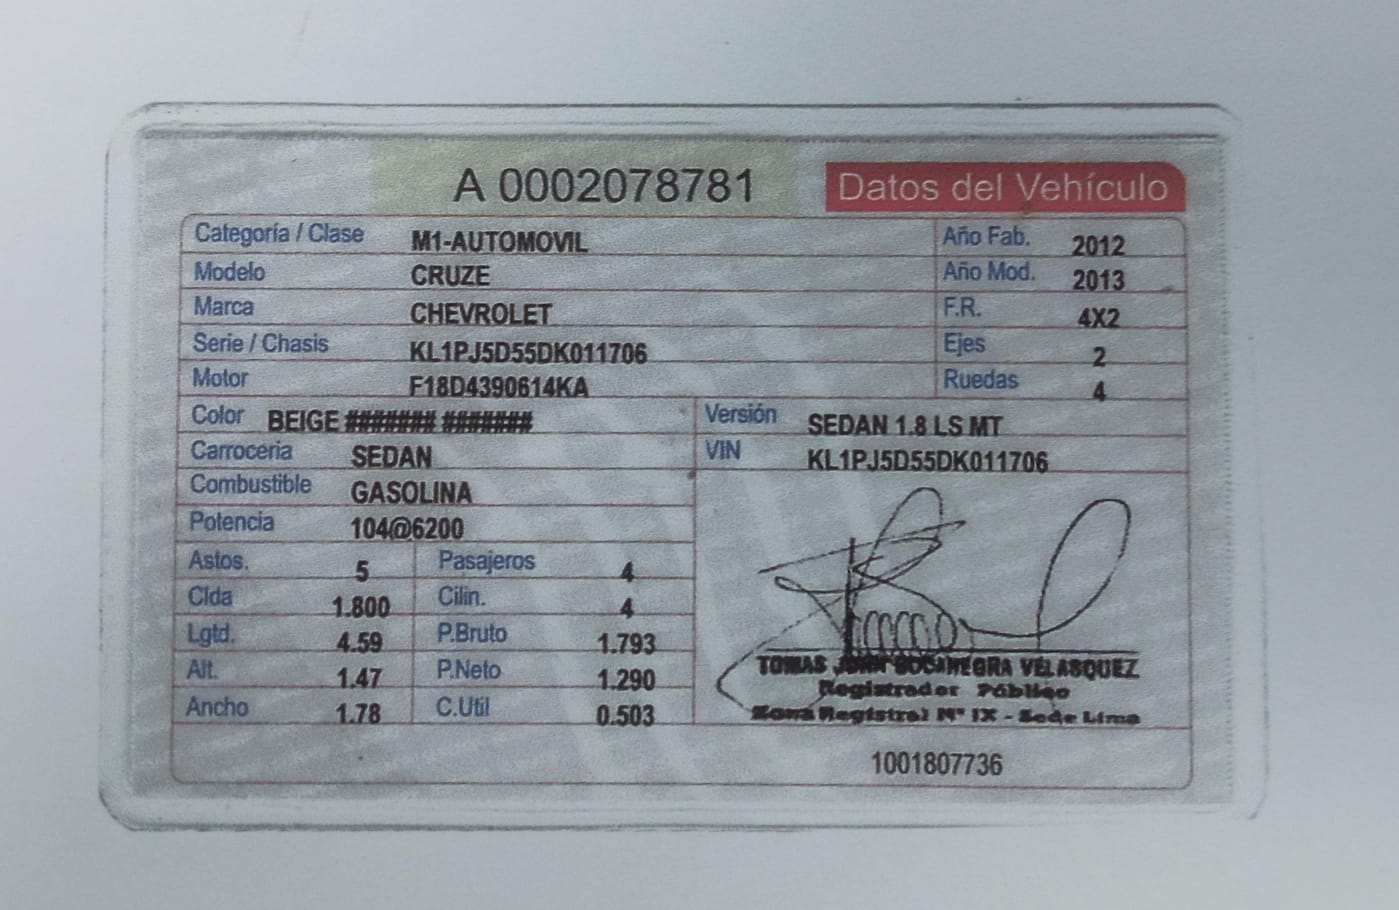 A 0002078781 Datos del Vehículo
Categoría / Clase M1-AUTOMOVIL Año Fab. 2012
Modelo CRUZE Año Mod. 2013
Marca CHEVROLET F.R. 4X2
Serie / Chasis KL1PJ5D55DK011706 Ejes 2
Motor F18D4390614KA Ruedas 4
Color BEIGE ####### ####### Versión SEDAN 1.8 LS MT
Carroceria SEDAN VIN KL1PJ5D55DK011706
Combustible GASOLINA
Potencia 104@6200
Astos. 5 Pasajeros 4
Clda 1.800 Cilin. 4
Lgtd. 4.59 P.Bruto 1.793
Alt. 1.47 P.Neto 1.290
Ancho 1.78 C.Util 0.503
TOMAS JOHN BOCANEGRA VELASQUEZ
Registrador Público
Zona Registral Nº IX - Sede Lima
1001807736